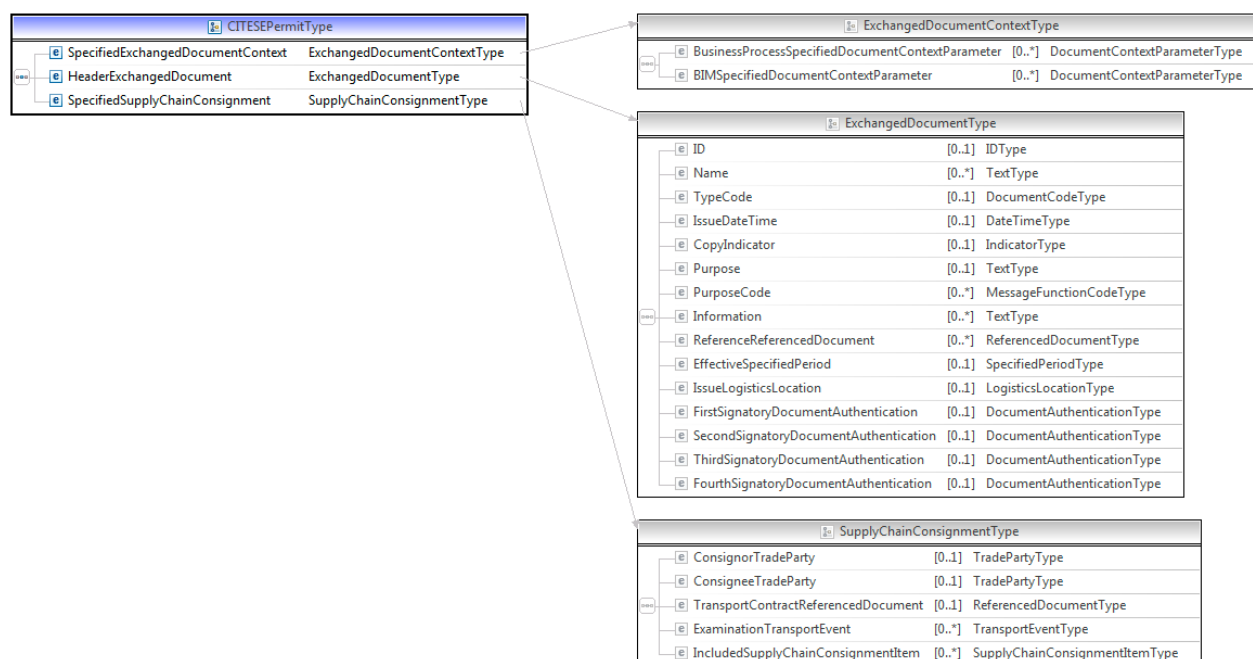 CITESEPermitType
SpecifiedExchangedDocumentContext ExchangedDocumentContextType
HeaderExchangedDocument ExchangedDocumentType
SpecifiedSupplyChainConsignment SupplyChainConsignmentType
ExchangedDocumentContextType
BusinessProcessSpecifiedDocumentContextParameter [0..*] DocumentContextParameterType
BIMSpecifiedDocumentContextParameter [0..*] DocumentContextParameterType
ExchangedDocumentType
ID [0..1] IDType
Name [0..*] TextType
TypeCode [0..1] DocumentCodeType
IssueDateTime [0..1] DateTimeType
CopyIndicator [0..1] IndicatorType
Purpose [0..1] TextType
PurposeCode [0..*] MessageFunctionCodeType
Information [0..*] TextType
ReferenceReferencedDocument [0..*] ReferencedDocumentType
EffectiveSpecifiedPeriod [0..1] SpecifiedPeriodType
IssueLogisticsLocation [0..1] LogisticsLocationType
FirstSignatoryDocumentAuthentication [0..1] DocumentAuthenticationType
SecondSignatoryDocumentAuthentication [0..1] DocumentAuthenticationType
ThirdSignatoryDocumentAuthentication [0..1] DocumentAuthenticationType
FourthSignatoryDocumentAuthentication [0..1] DocumentAuthenticationType
SupplyChainConsignmentType
ConsignorTradeParty [0..1] TradePartyType
ConsigneeTradeParty [0..1] TradePartyType
TransportContractReferencedDocument [0..1] ReferencedDocumentType
ExaminationTransportEvent [0..*] TransportEventType
IncludedSupplyChainConsignmentItem [0..*] SupplyChainConsignmentItemType